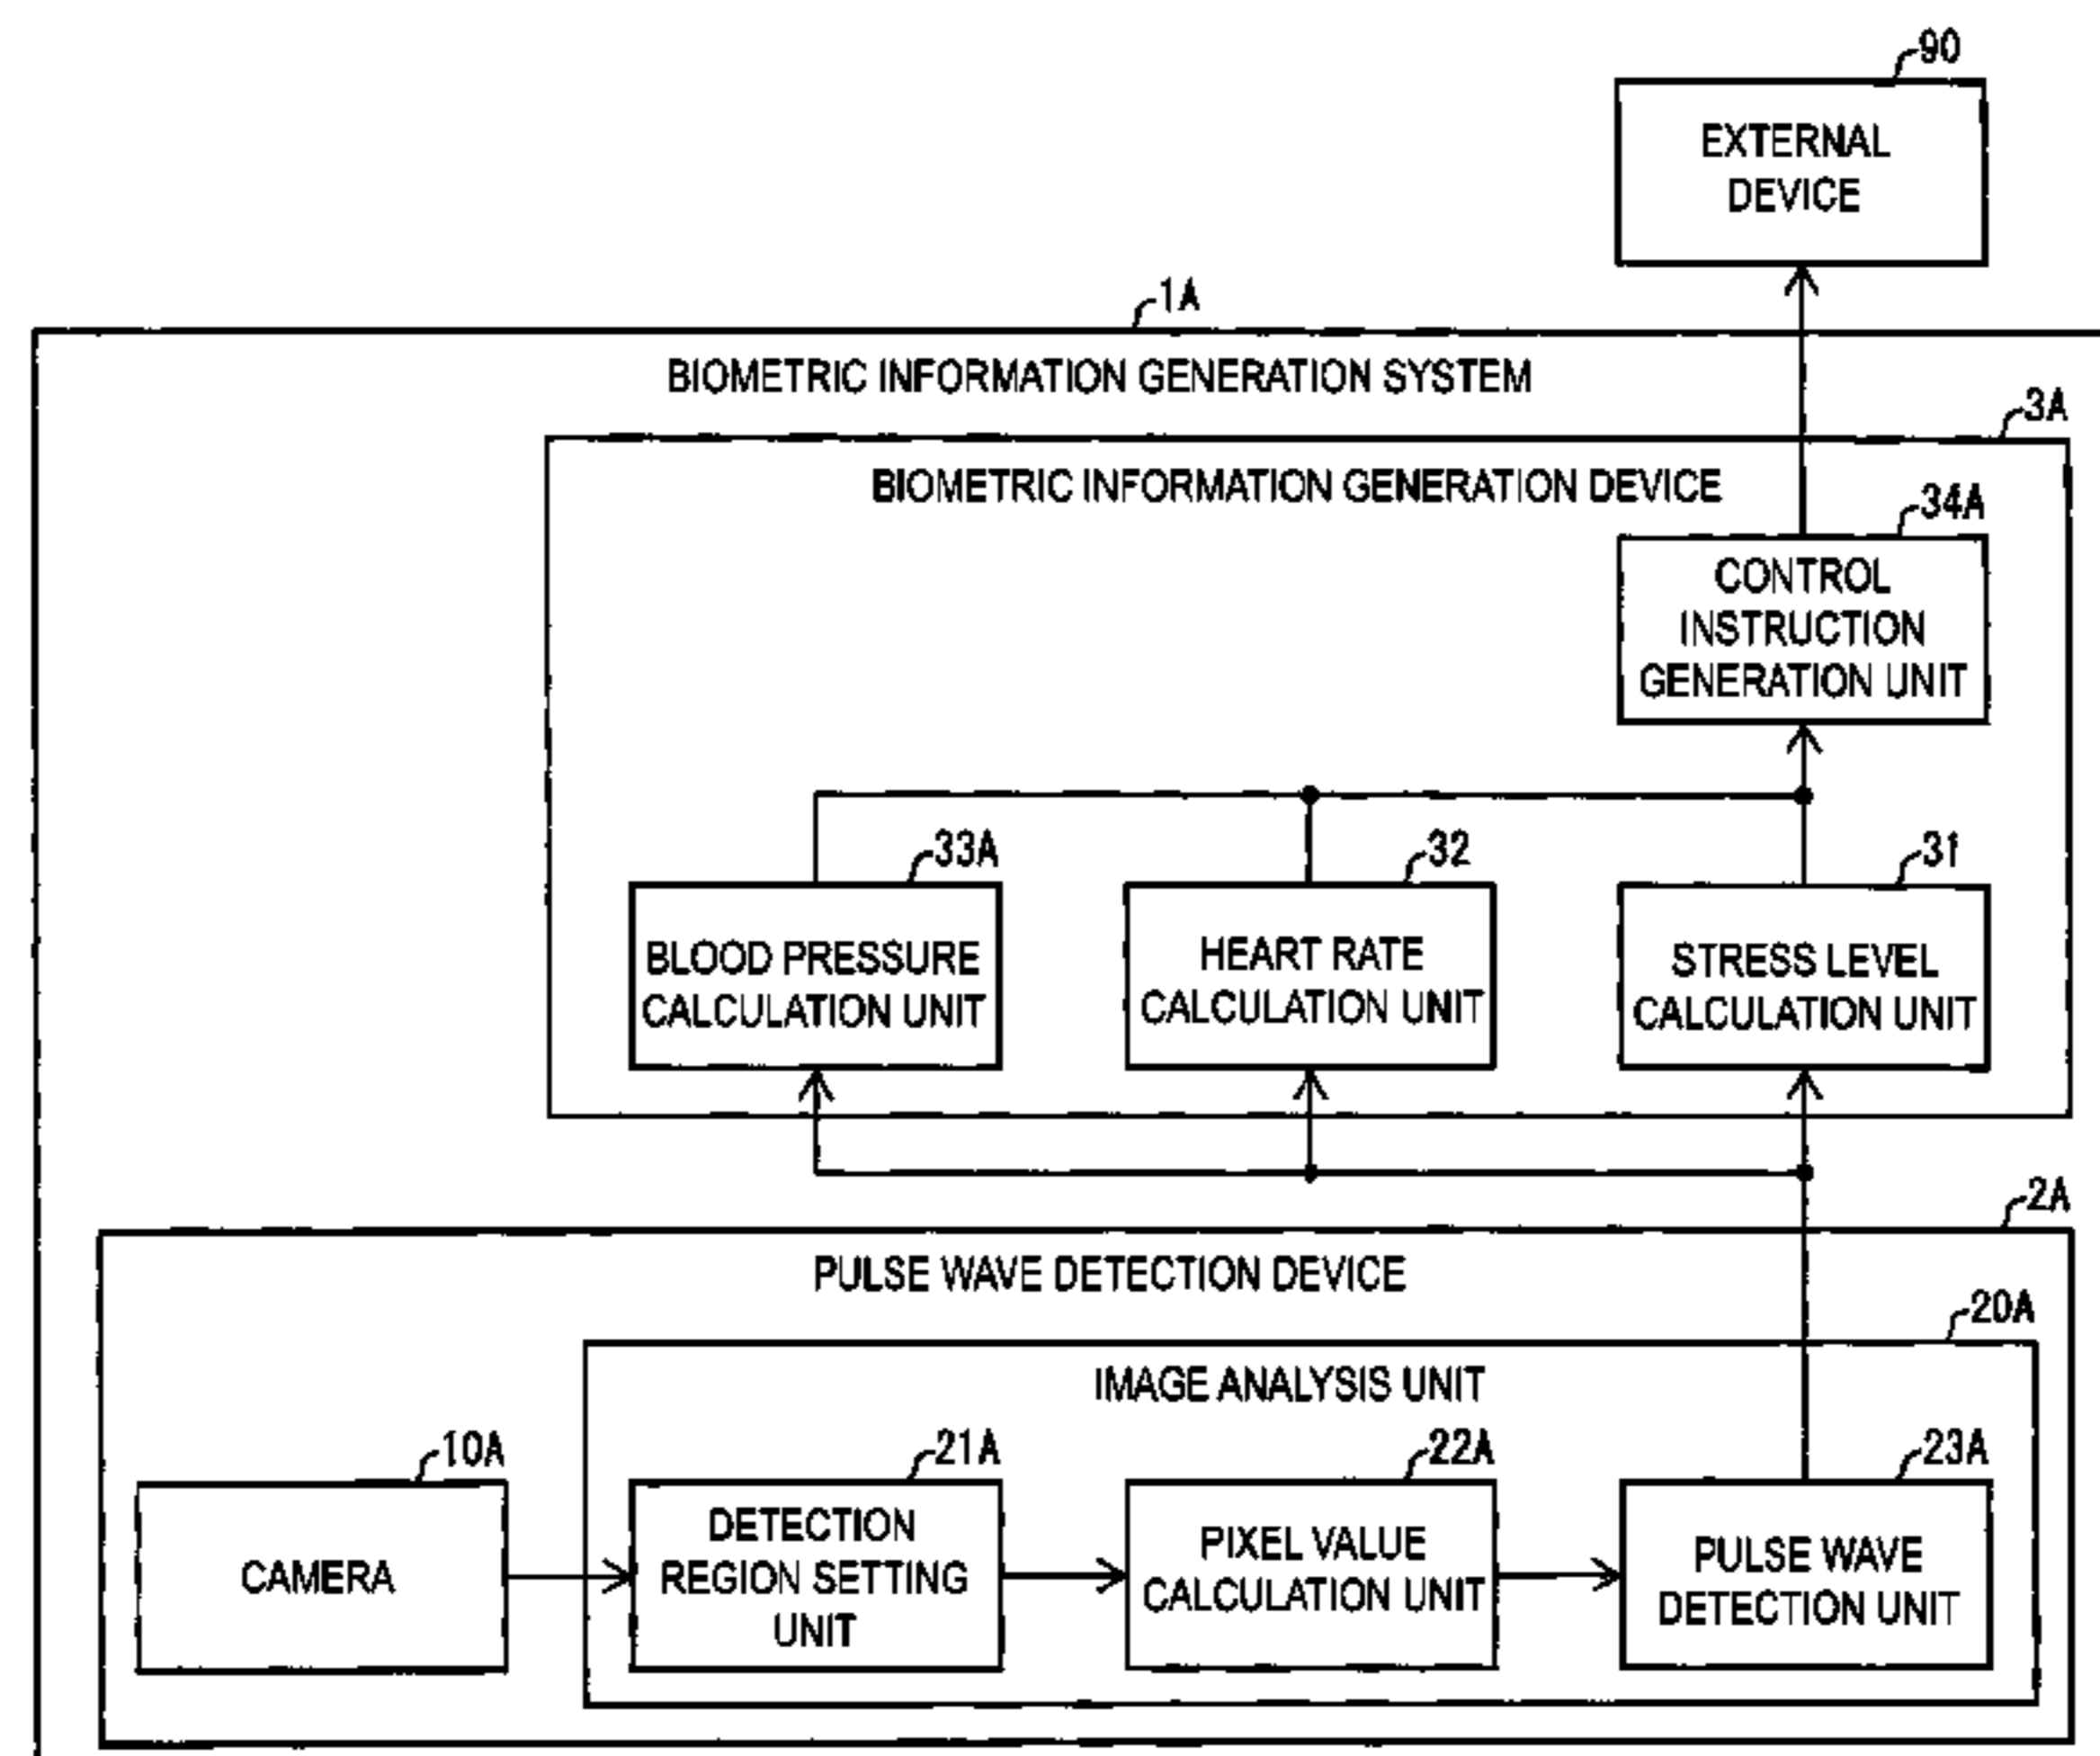 90
EXTERNAL
DEVICE
1A
BIOMETRIC INFORMATION GENERATION SYSTEM
3A
BIOMETRIC INFORMATION GENERATION DEVICE
34A
CONTROL
INSTRUCTION
GENERATION UNIT
33A
BLOOD PRESSURE
CALCULATION UNIT
32
HEART RATE
CALCULATION UNIT
31
STRESS LEVEL
CALCULATION UNIT
2A
PULSE WAVE DETECTION DEVICE
20A
IMAGE ANALYSIS UNIT
10A
CAMERA
21A
DETECTION
REGION SETTING
UNIT
22A
PIXEL VALUE
CALCULATION UNIT
23A
PULSE WAVE
DETECTION UNIT